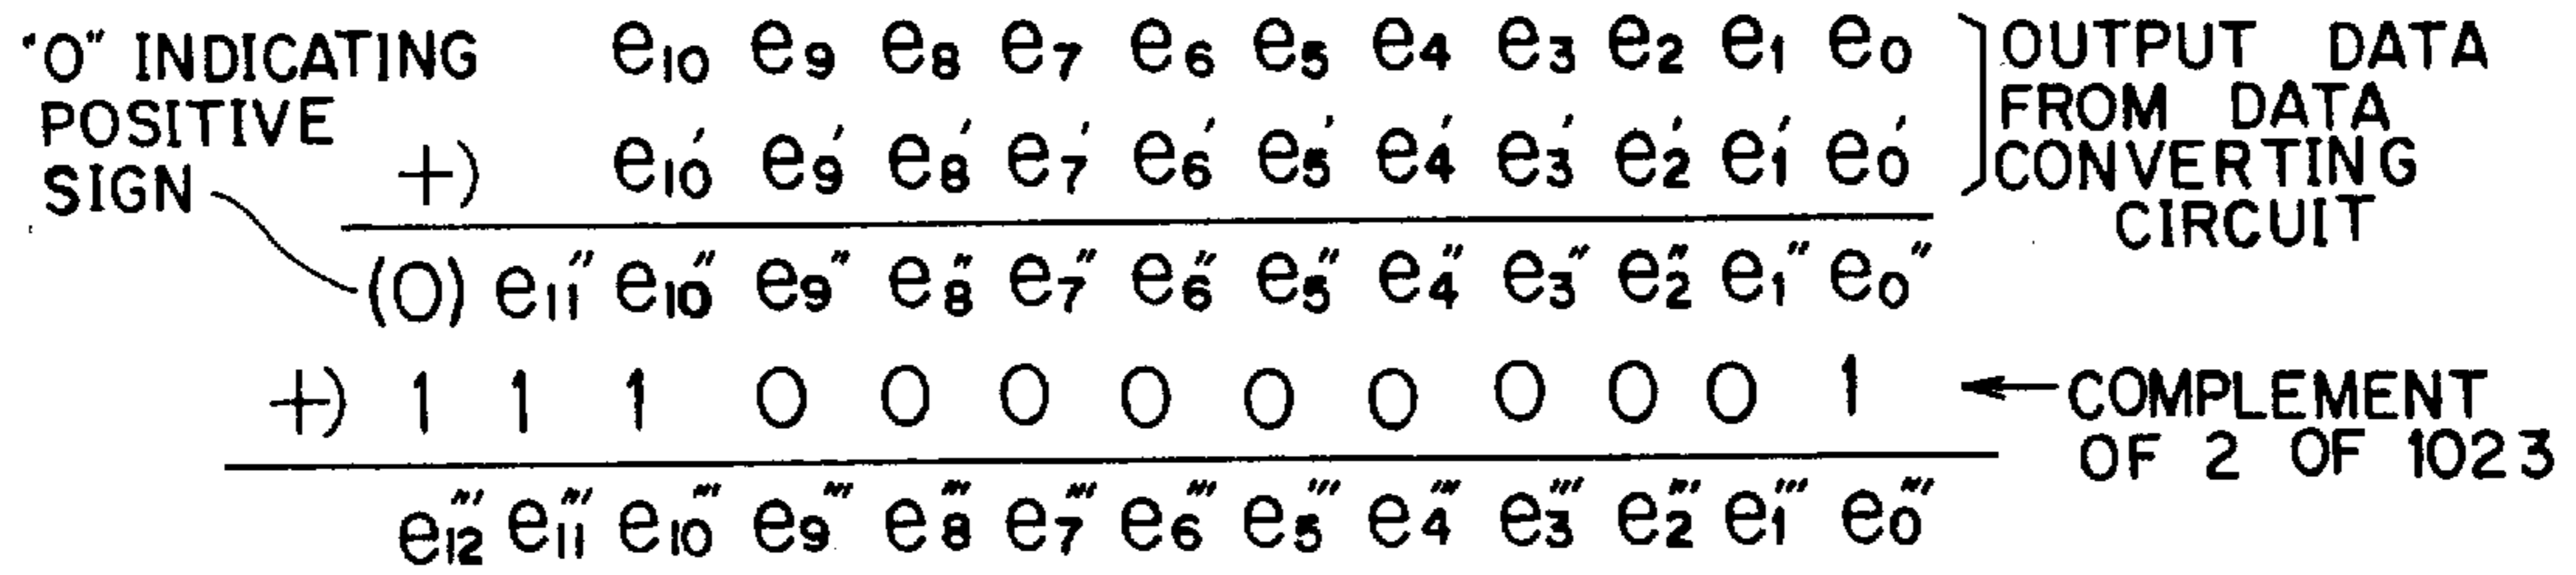 "0" INDICATING
POSITIVE
SIGN
e₁₀ e₉ e₈ e₇ e₆ e₅ e₄ e₃ e₂ e₁ e₀
+) e₁₀′ e₉′ e₈′ e₇′ e₆′ e₅′ e₄′ e₃′ e₂′ e₁′ e₀′
OUTPUT DATA
FROM DATA
CONVERTING
CIRCUIT
(0) e₁₁″ e₁₀″ e₉″ e₈″ e₇″ e₆″ e₅″ e₄″ e₃″ e₂″ e₁″ e₀″
+) 1 1 1 0 0 0 0 0 0 0 0 0 1
COMPLEMENT
OF 2 OF 1023
e₁₂‴ e₁₁‴ e₁₀‴ e₉‴ e₈‴ e₇‴ e₆‴ e₅‴ e₄‴ e₃‴ e₂‴ e₁‴ e₀‴